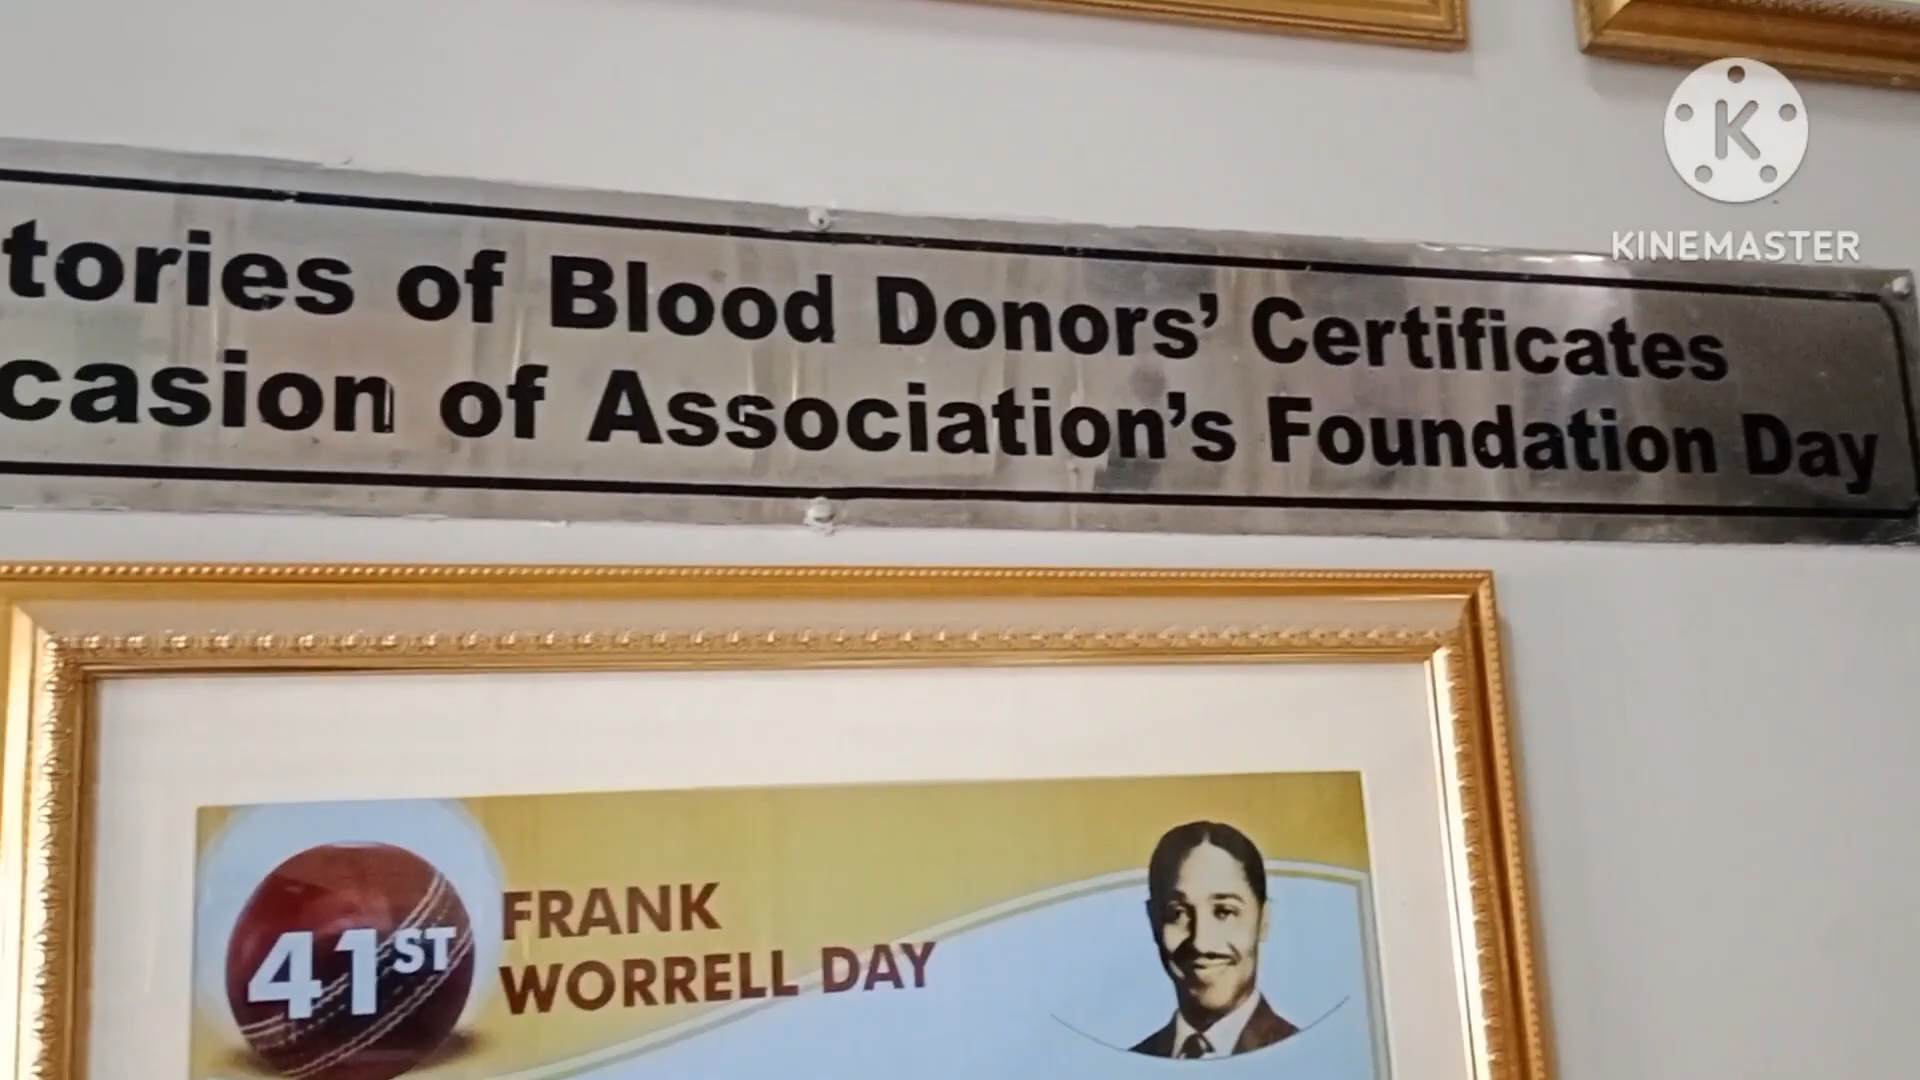 K
KINEMASTER
tories of Blood Donors’ Certificates
casion of Association’s Foundation Day
41ST
FRANK
WORRELL DAY